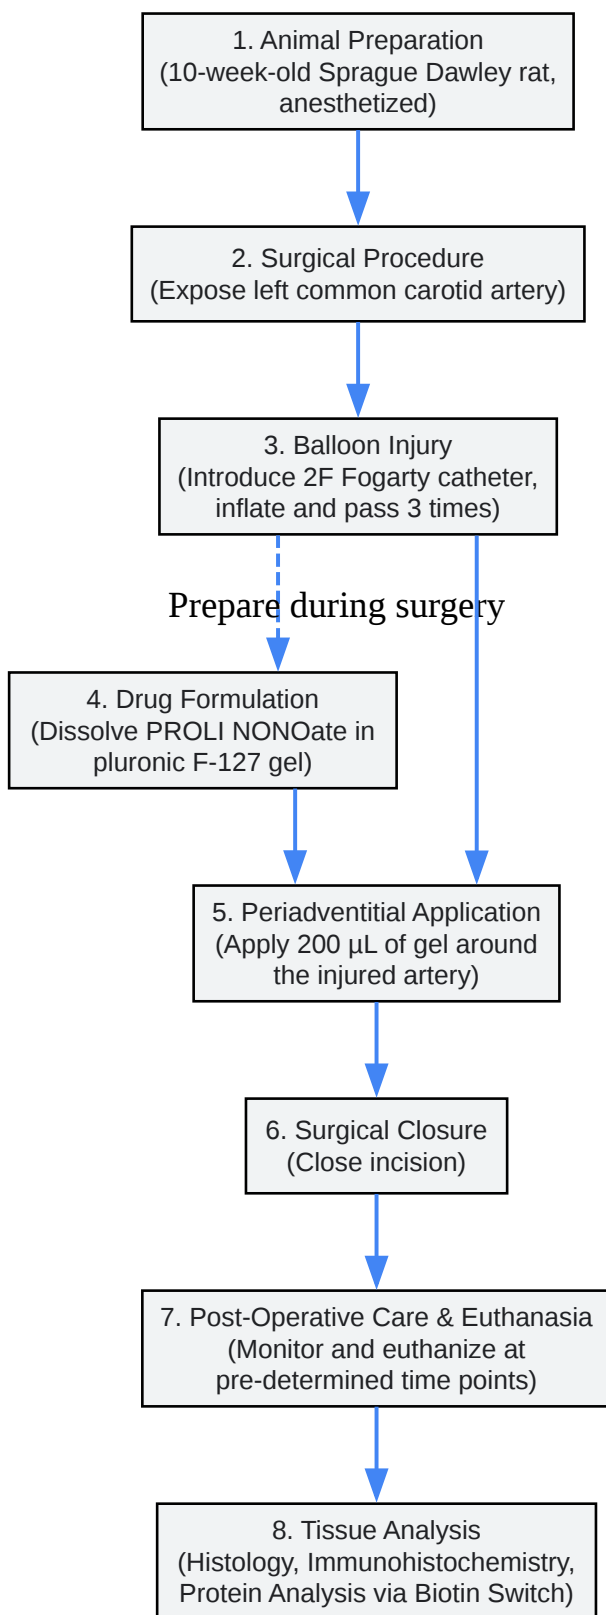 1. Animal Preparation
(10-week-old Sprague Dawley rat,
anesthetized)
2. Surgical Procedure
(Expose left common carotid artery)
3. Balloon Injury
(Introduce 2F Fogarty catheter,
inflate and pass 3 times)
Prepare during surgery
4. Drug Formulation
(Dissolve PROLI NONOate in
pluronic F-127 gel)
5. Periadventitial Application
(Apply 200 µL of gel around
the injured artery)
6. Surgical Closure
(Close incision)
7. Post-Operative Care & Euthanasia
(Monitor and euthanize at
pre-determined time points)
8. Tissue Analysis
(Histology, Immunohistochemistry,
Protein Analysis via Biotin Switch)